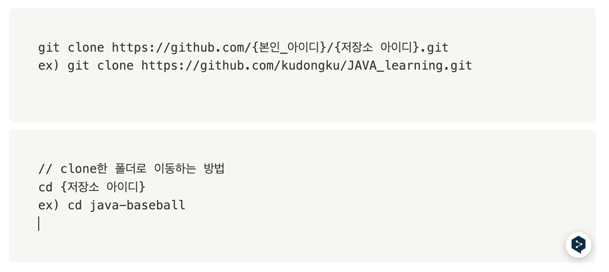 git clone https://github.com/{본인_아이디}/{저장소 아이디}.git
ex) git clone https://github.com/kudongku/JAVA_learning.git
// clone한 폴더로 이동하는 방법
cd {저장소 아이디}
ex) cd java-baseball